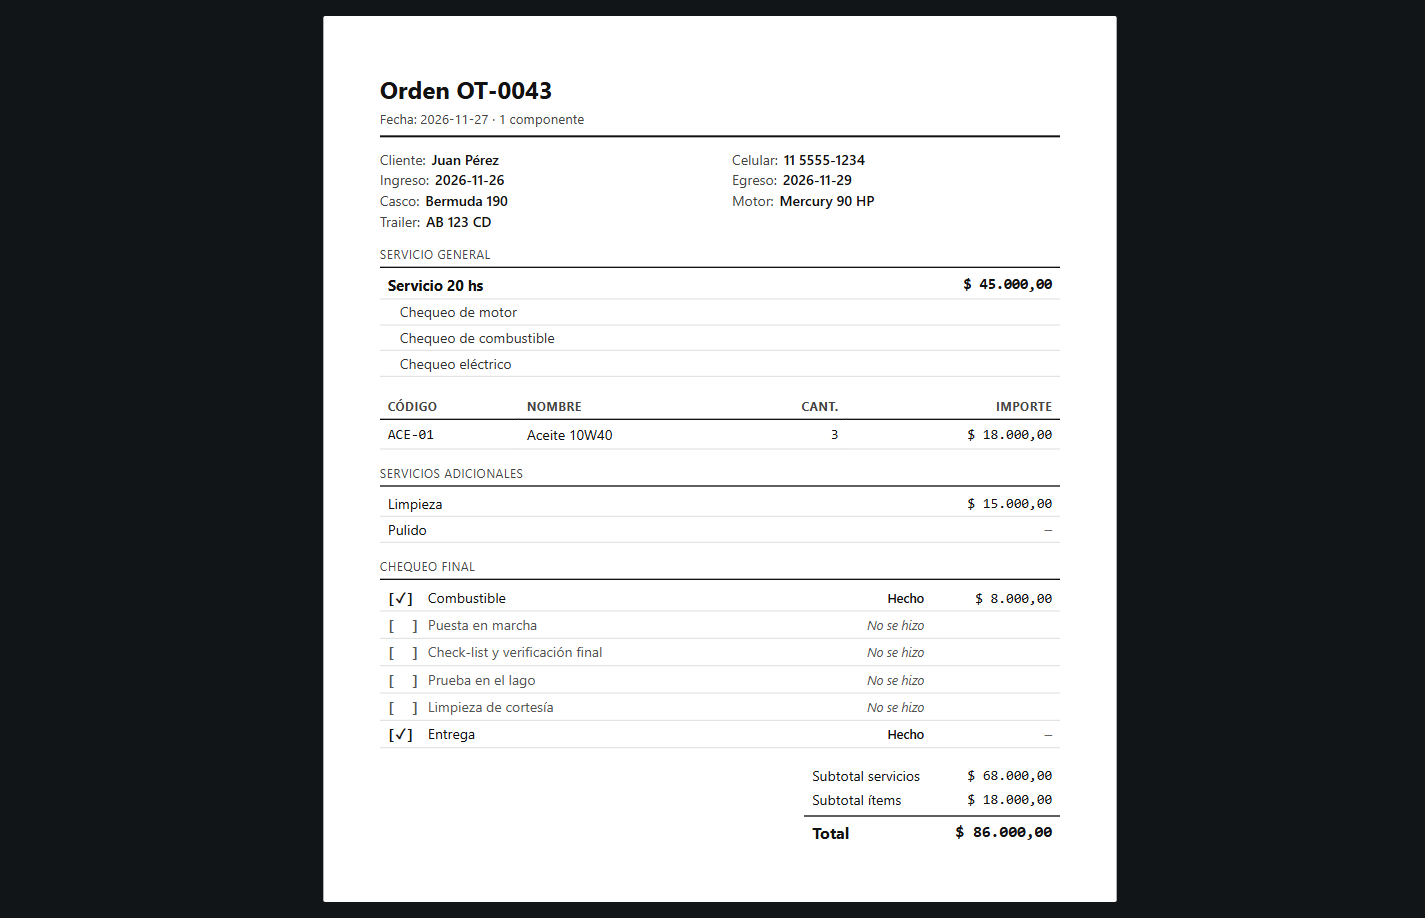 Orden OT-0043
Fecha: 2026-11-27 · 1 componente
Cliente: Juan Pérez Celular: 11 5555-1234
Ingreso: 2026-11-26 Egreso: 2026-11-29
Casco: Bermuda 190 Motor: Mercury 90 HP
Trailer: AB 123 CD
SERVICIO GENERAL
Servicio 20 hs $ 45.000,00
Chequeo de motor
Chequeo de combustible
Chequeo eléctrico
CÓDIGO NOMBRE CANT. IMPORTE
ACE-01 Aceite 10W40 3 $ 18.000,00
SERVICIOS ADICIONALES
Limpieza $ 15.000,00
Pulido —
CHEQUEO FINAL
[✓] Combustible Hecho $ 8.000,00
[ ] Puesta en marcha No se hizo
[ ] Check-list y verificación final No se hizo
[ ] Prueba en el lago No se hizo
[ ] Limpieza de cortesía No se hizo
[✓] Entrega Hecho —
Subtotal servicios $ 68.000,00
Subtotal ítems $ 18.000,00
Total $ 86.000,00